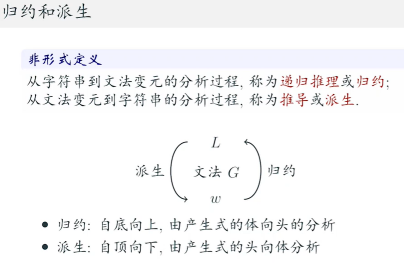 归约和派生
非形式定义
从字符串到文法变元的分析过程, 称为递归推理或归约;
从文法变元到字符串的分析过程, 称为推导或派生.
L
派生 文法 G 归约
w
• 归约: 自底向上, 由产生式的体向头的分析
• 派生: 自顶向下, 由产生式的头向体分析